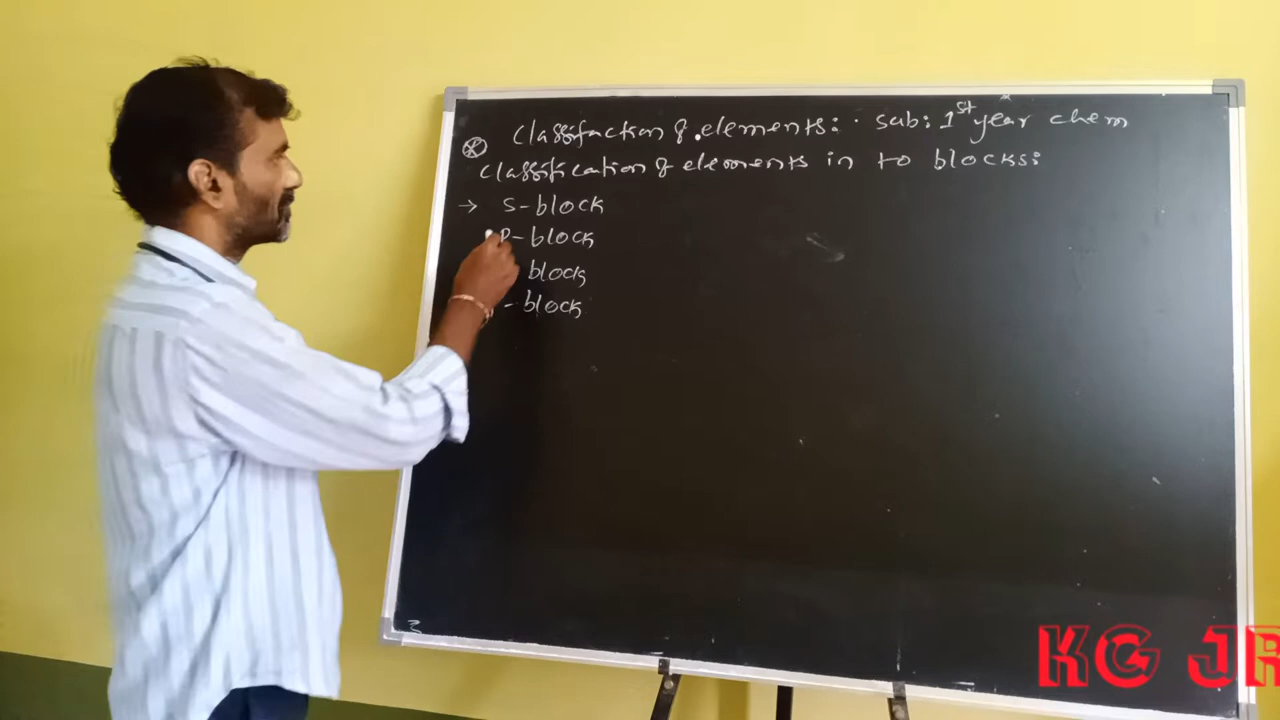 Classifaction of elements: sub: 1st year chem
classification of elements in to blocks:
→ s-block
p-block
block
-block
3
KG JR